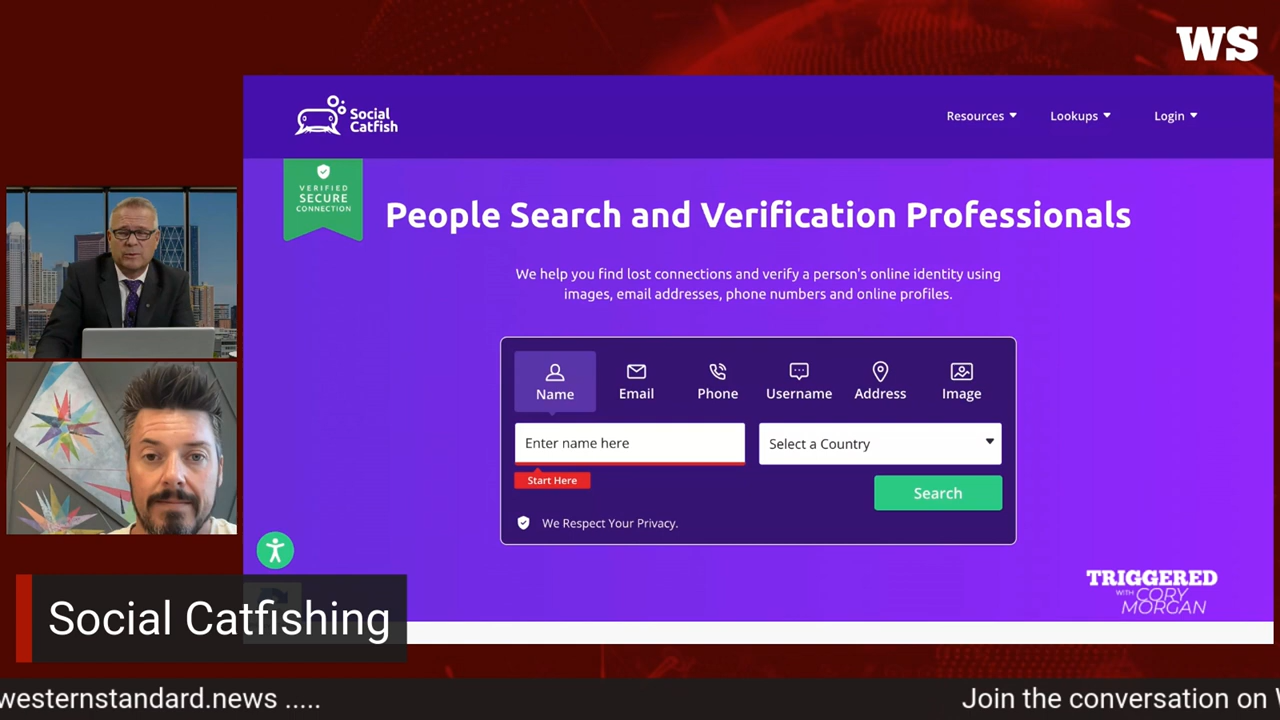 WS
Social
Catfish
Resources
Lookups
Login
VERIFIED
SECURE
CONNECTION
People Search and Verification Professionals
We help you find lost connections and verify a person's online identity using
images, email addresses, phone numbers and online profiles.
Name
Email
Phone
Username
Address
Image
Enter name here
Select a Country
Start Here
Search
We Respect Your Privacy.
TRIGGERED
WITH CORY
MORGAN
Social Catfishing
westernstandard.news .....
Join the conversation on